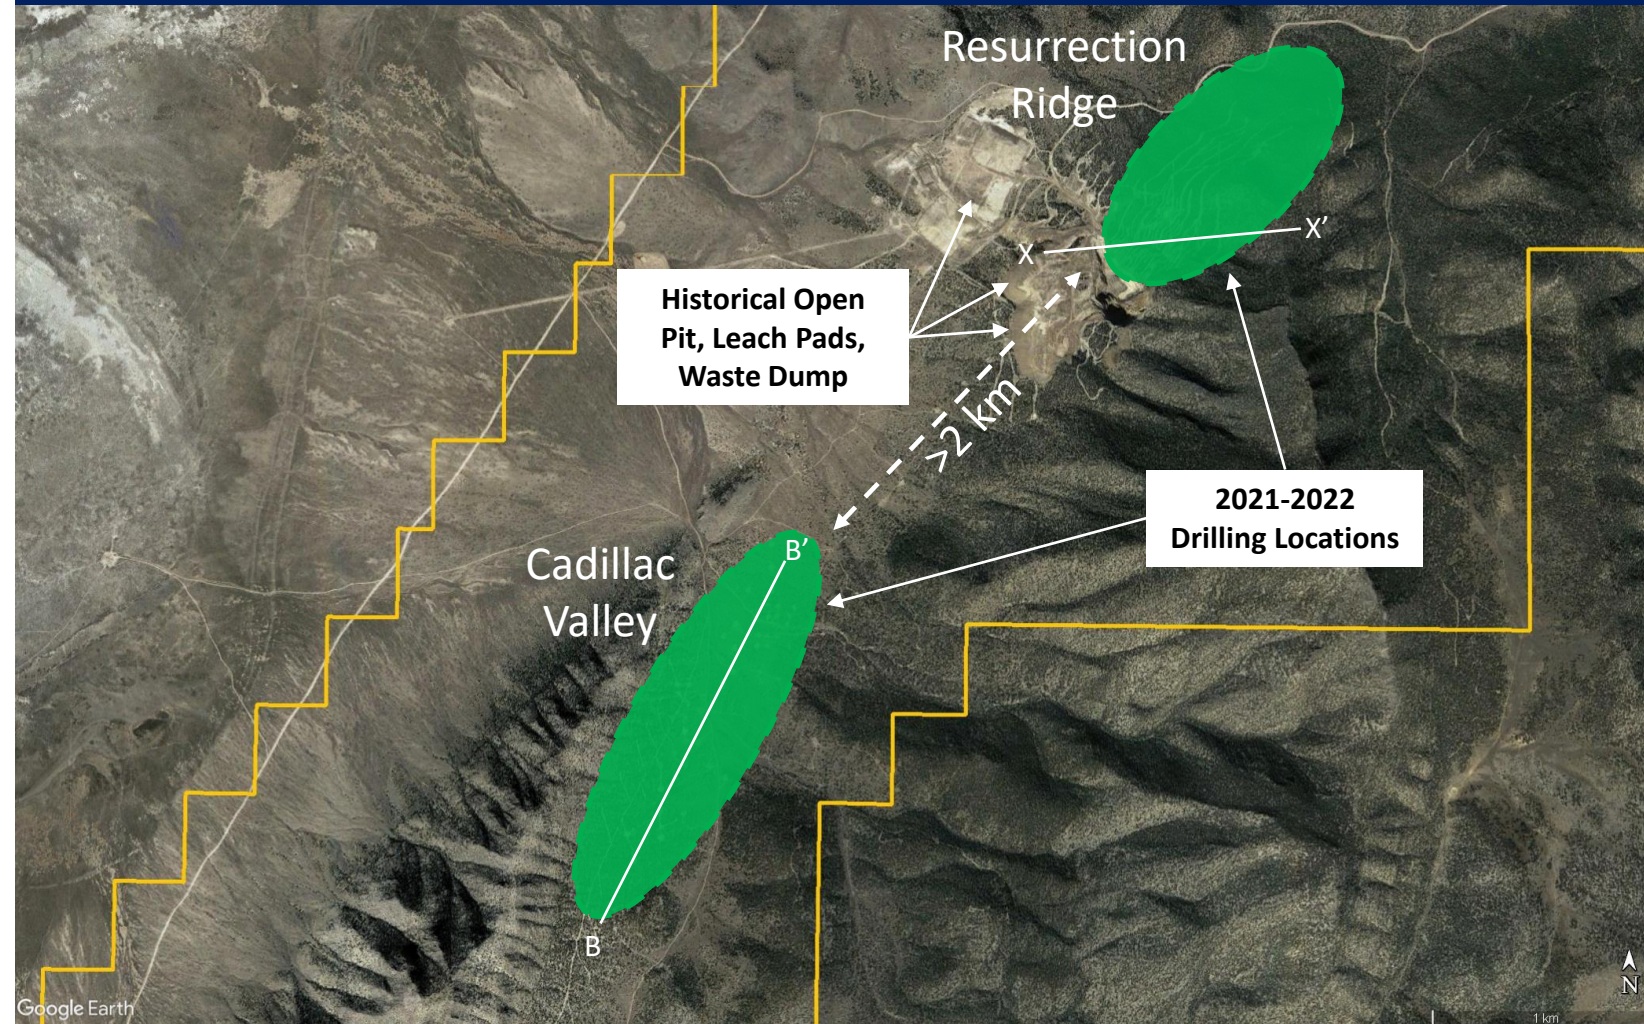 Resurrection
Ridge
X
X’
Historical Open
Pit, Leach Pads,
Waste Dump
>2 km
2021-2022
Drilling Locations
B’
Cadillac
Valley
B
N
Google Earth
1 km